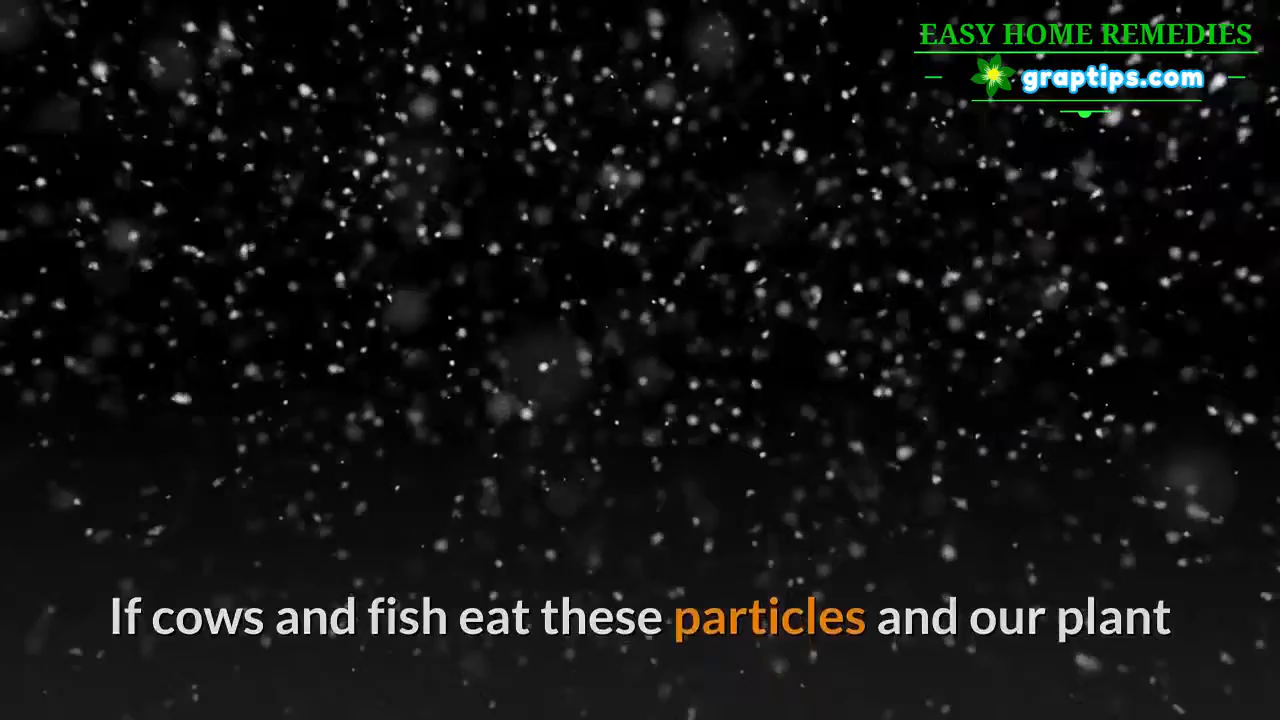 EASY HOME REMEDIES
graptips.com
If cows and fish eat these particles and our plant